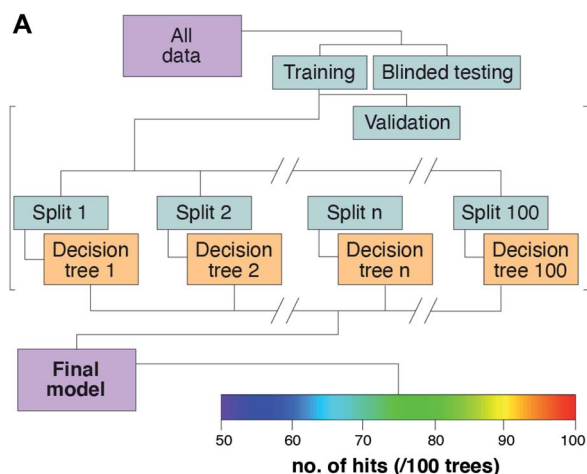 A
All
data
Training
Blinded testing
Validation
Split 1
Split 2
Split n
Split 100
Decision
tree 1
Decision
tree 2
Decision
tree n
Decision
tree 100
Final
model
50 60 70 80 90 100
no. of hits (/100 trees)